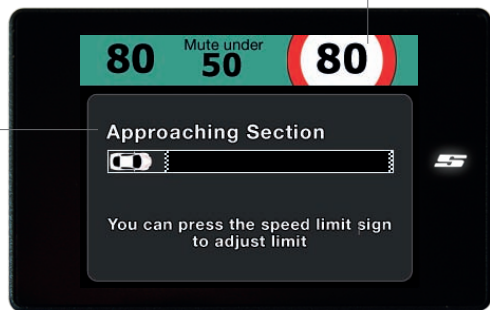 80 Mute under 80
50
Approaching Section
You can press the speed limit sign
to adjust limit